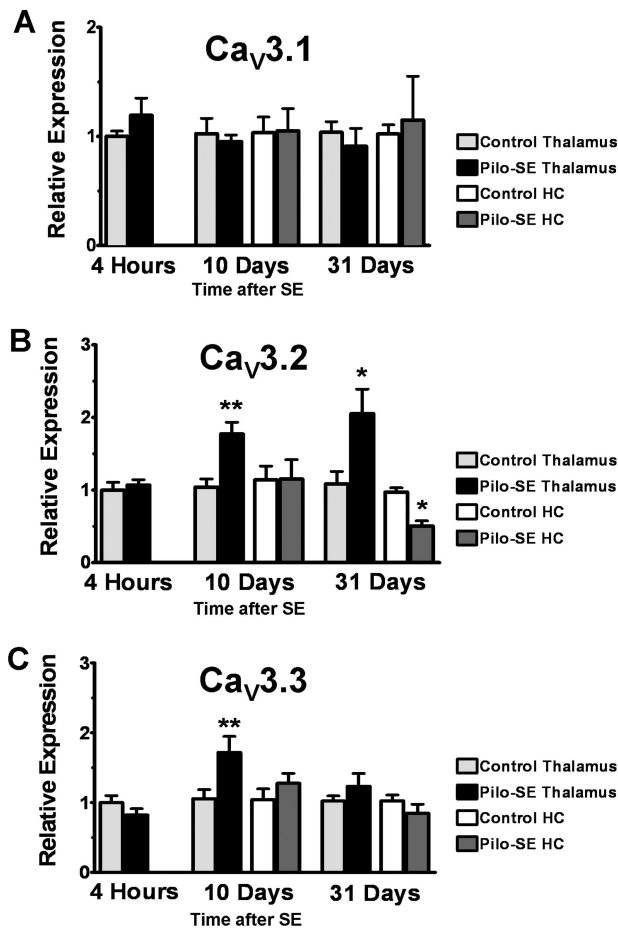 A
CaV3.1
Relative Expression
2
1
0
4 Hours 10 Days 31 Days
Time after SE
Control Thalamus
Pilo-SE Thalamus
Control HC
Pilo-SE HC
B
CaV3.2
Relative Expression
3
2
1
0
**
*
*
4 Hours 10 Days 31 Days
Time after SE
Control Thalamus
Pilo-SE Thalamus
Control HC
Pilo-SE HC
C
CaV3.3
Relative Expression
3
2
1
0
**
4 Hours 10 Days 31 Days
Time after SE
Control Thalamus
Pilo-SE Thalamus
Control HC
Pilo-SE HC